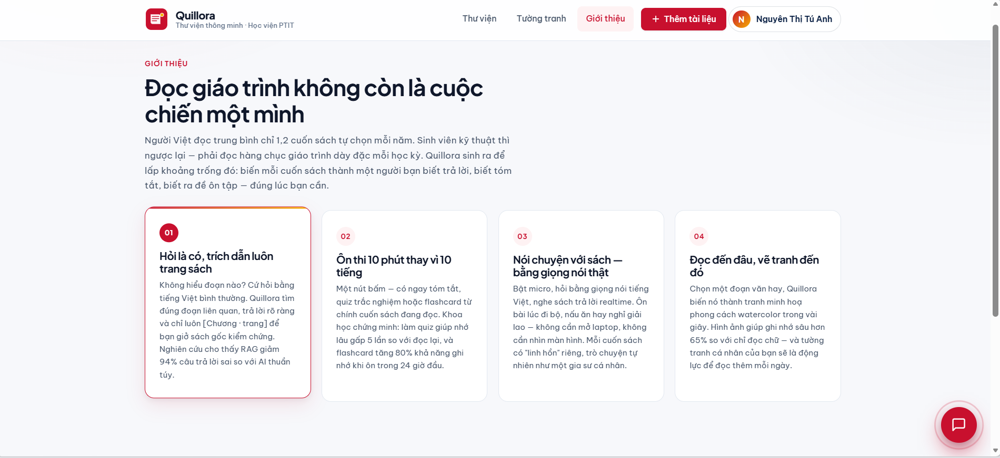 Quillora
Thư viện thông minh · Học viện PTIT
Thư viện
Tường tranh
Giới thiệu
+ Thêm tài liệu
N
Nguyên Thị Tú Anh
GIỚI THIỆU
Đọc giáo trình không còn là cuộc
chiến một mình
Người Việt đọc trung bình chỉ 1,2 cuốn sách tự chọn mỗi năm. Sinh viên kỹ thuật thì
ngược lại — phải đọc hàng chục giáo trình dày đặc mỗi học kỳ. Quillora sinh ra để
lấp khoảng trống đó: biến mỗi cuốn sách thành một người bạn biết trả lời, biết tóm
tắt, biết ra đề ôn tập — đúng lúc bạn cần.
01
Hỏi là có, trích dẫn luôn
trang sách
Không hiểu đoạn nào? Cứ hỏi bằng
tiếng Việt bình thường. Quillora tìm
đúng đoạn liên quan, trả lời rõ ràng
và chỉ luôn [Chương · trang] để
bạn giở sách gốc kiểm chứng.
Nghiên cứu cho thấy RAG giảm
94% câu trả lời sai so với AI thuần
túy.
02
Ôn thi 10 phút thay vì 10
tiếng
Một nút bấm — có ngay tóm tắt,
quiz trắc nghiệm hoặc flashcard từ
chính cuốn sách đang đọc. Khoa
học chứng minh: làm quiz giúp nhớ
lâu gấp 5 lần so với đọc lại, và
flashcard tăng 80% khả năng ghi
nhớ khi ôn trong 24 giờ đầu.
03
Nói chuyện với sách —
bằng giọng nói thật
Bật micro, hỏi bằng giọng nói tiếng
Việt, nghe sách trả lời realtime. Ôn
bài lúc đi bộ, nấu ăn hay nghỉ giải
lao — không cần mở laptop, không
cần nhìn màn hình. Mỗi cuốn sách
có "linh hồn" riêng, trò chuyện tự
nhiên như một gia sư cá nhân.
04
Đọc đến đâu, vẽ tranh đến
đó
Chọn một đoạn văn hay, Quillora
biến nó thành tranh minh hoạ
phong cách watercolor trong vài
giây. Hình ảnh giúp ghi nhớ sâu hơn
65% so với chỉ đọc chữ — và tường
tranh cá nhân của bạn sẽ là động
lực để đọc thêm mỗi ngày.